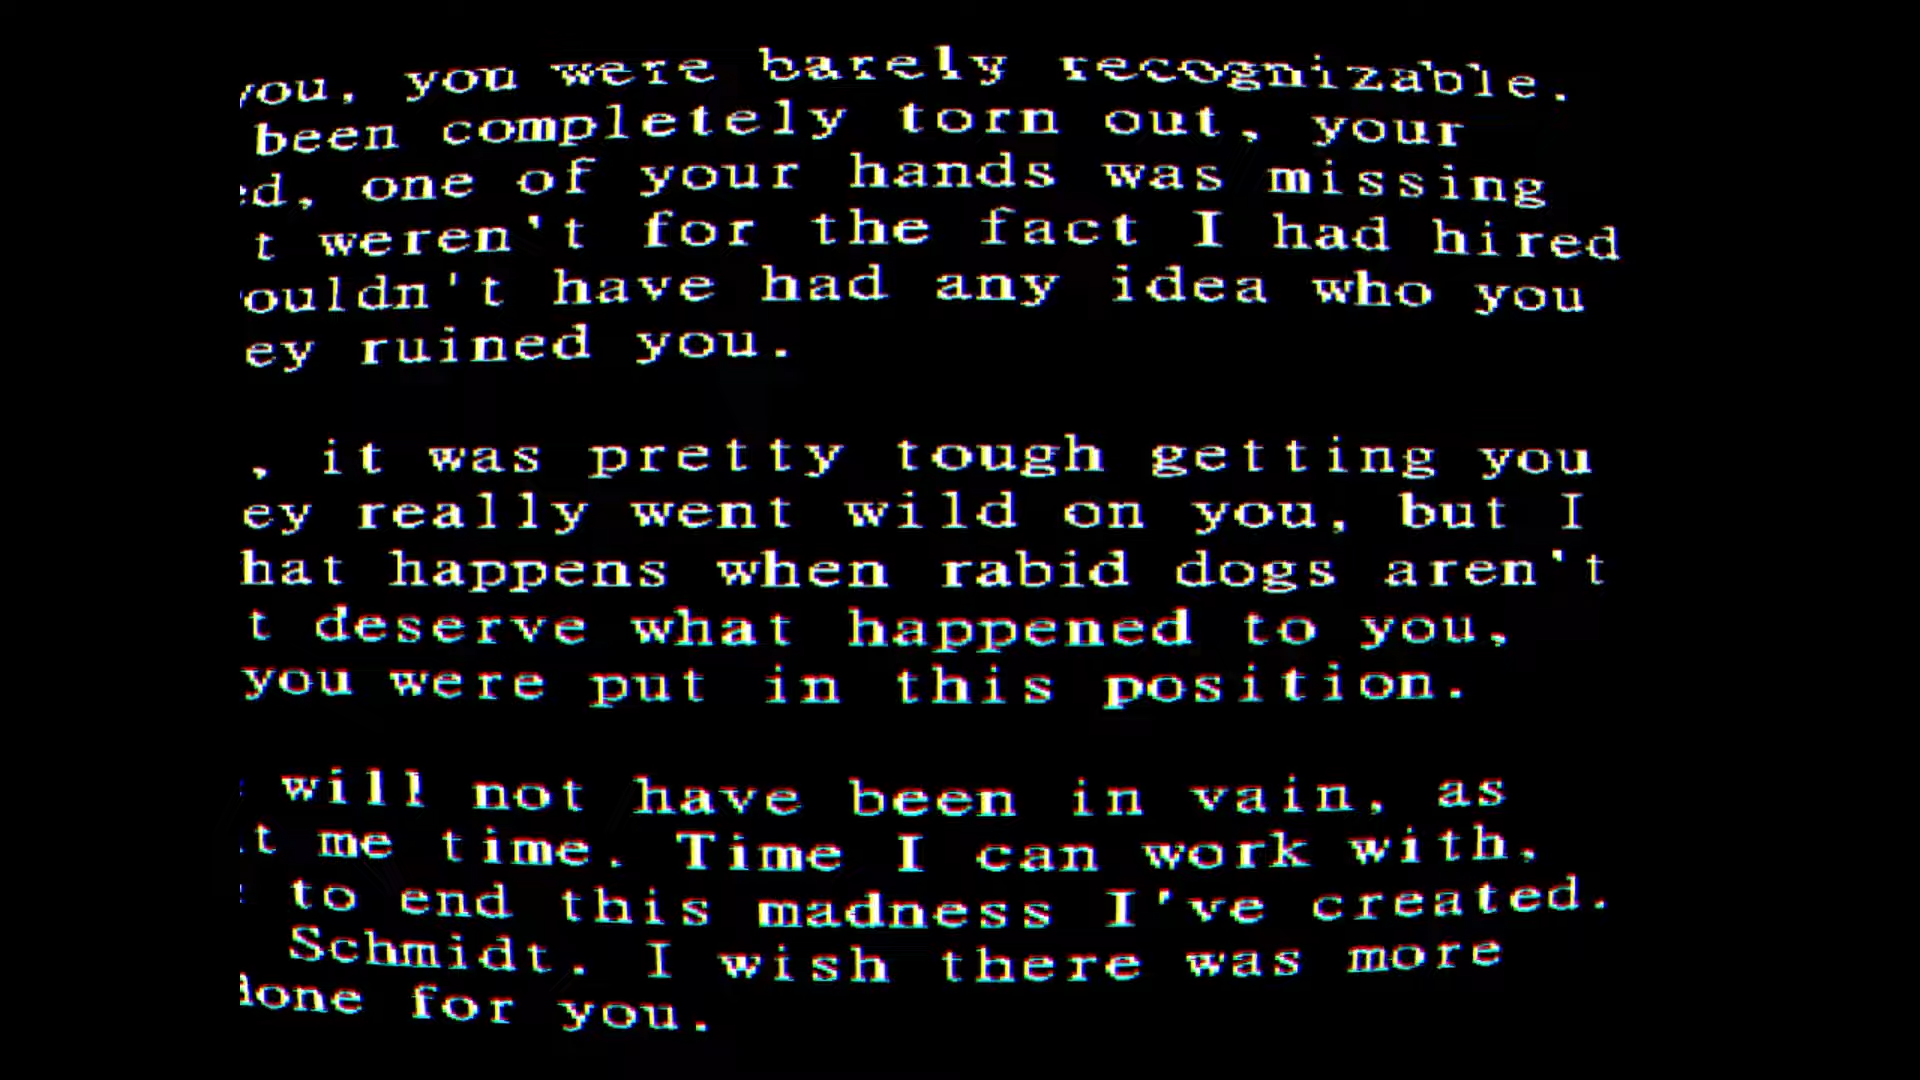 you, you were barely recognizable.
been completely torn out, your
ed, one of your hands was missing
t weren't for the fact I had hired
ouldn't have had any idea who you
ey ruined you.
, it was pretty tough getting you
ey really went wild on you, but I
hat happens when rabid dogs aren't
t deserve what happened to you,
you were put in this position.
will not have been in vain, as
t me time. Time I can work with,
to end this madness I've created.
Schmidt. I wish there was more
done for you.